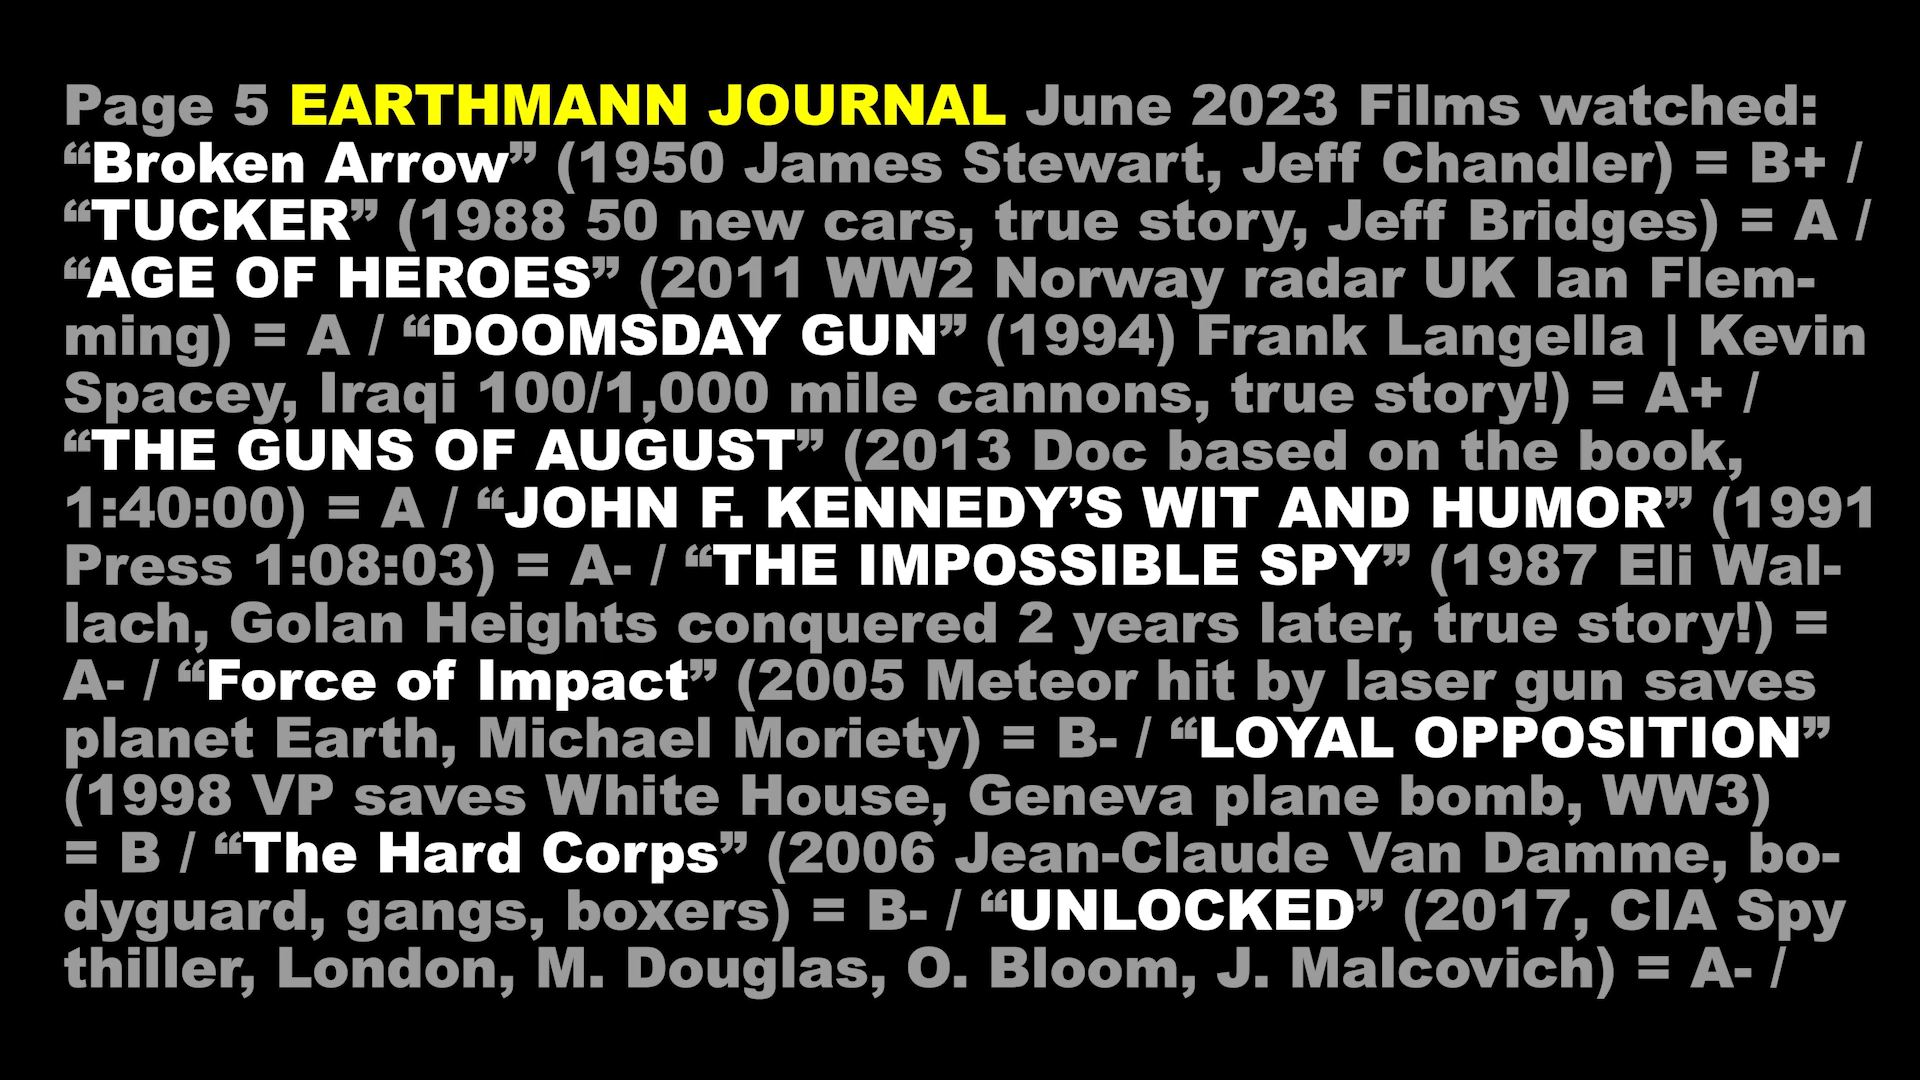 Page 5 EARTHMANN JOURNAL June 2023 Films watched:
“Broken Arrow” (1950 James Stewart, Jeff Chandler) = B+ /
“TUCKER” (1988 50 new cars, true story, Jeff Bridges) = A /
“AGE OF HEROES” (2011 WW2 Norway radar UK Ian Flem-
ming) = A / “DOOMSDAY GUN” (1994) Frank Langella | Kevin
Spacey, Iraqi 100/1,000 mile cannons, true story!) = A+ /
“THE GUNS OF AUGUST” (2013 Doc based on the book,
1:40:00) = A / “JOHN F. KENNEDY’S WIT AND HUMOR” (1991
Press 1:08:03) = A- / “THE IMPOSSIBLE SPY” (1987 Eli Wal-
lach, Golan Heights conquered 2 years later, true story!) =
A- / “Force of Impact” (2005 Meteor hit by laser gun saves
planet Earth, Michael Moriety) = B- / “LOYAL OPPOSITION”
(1998 VP saves White House, Geneva plane bomb, WW3)
= B / “The Hard Corps” (2006 Jean-Claude Van Damme, bo-
dyguard, gangs, boxers) = B- / “UNLOCKED” (2017, CIA Spy
thiller, London, M. Douglas, O. Bloom, J. Malcovich) = A- /